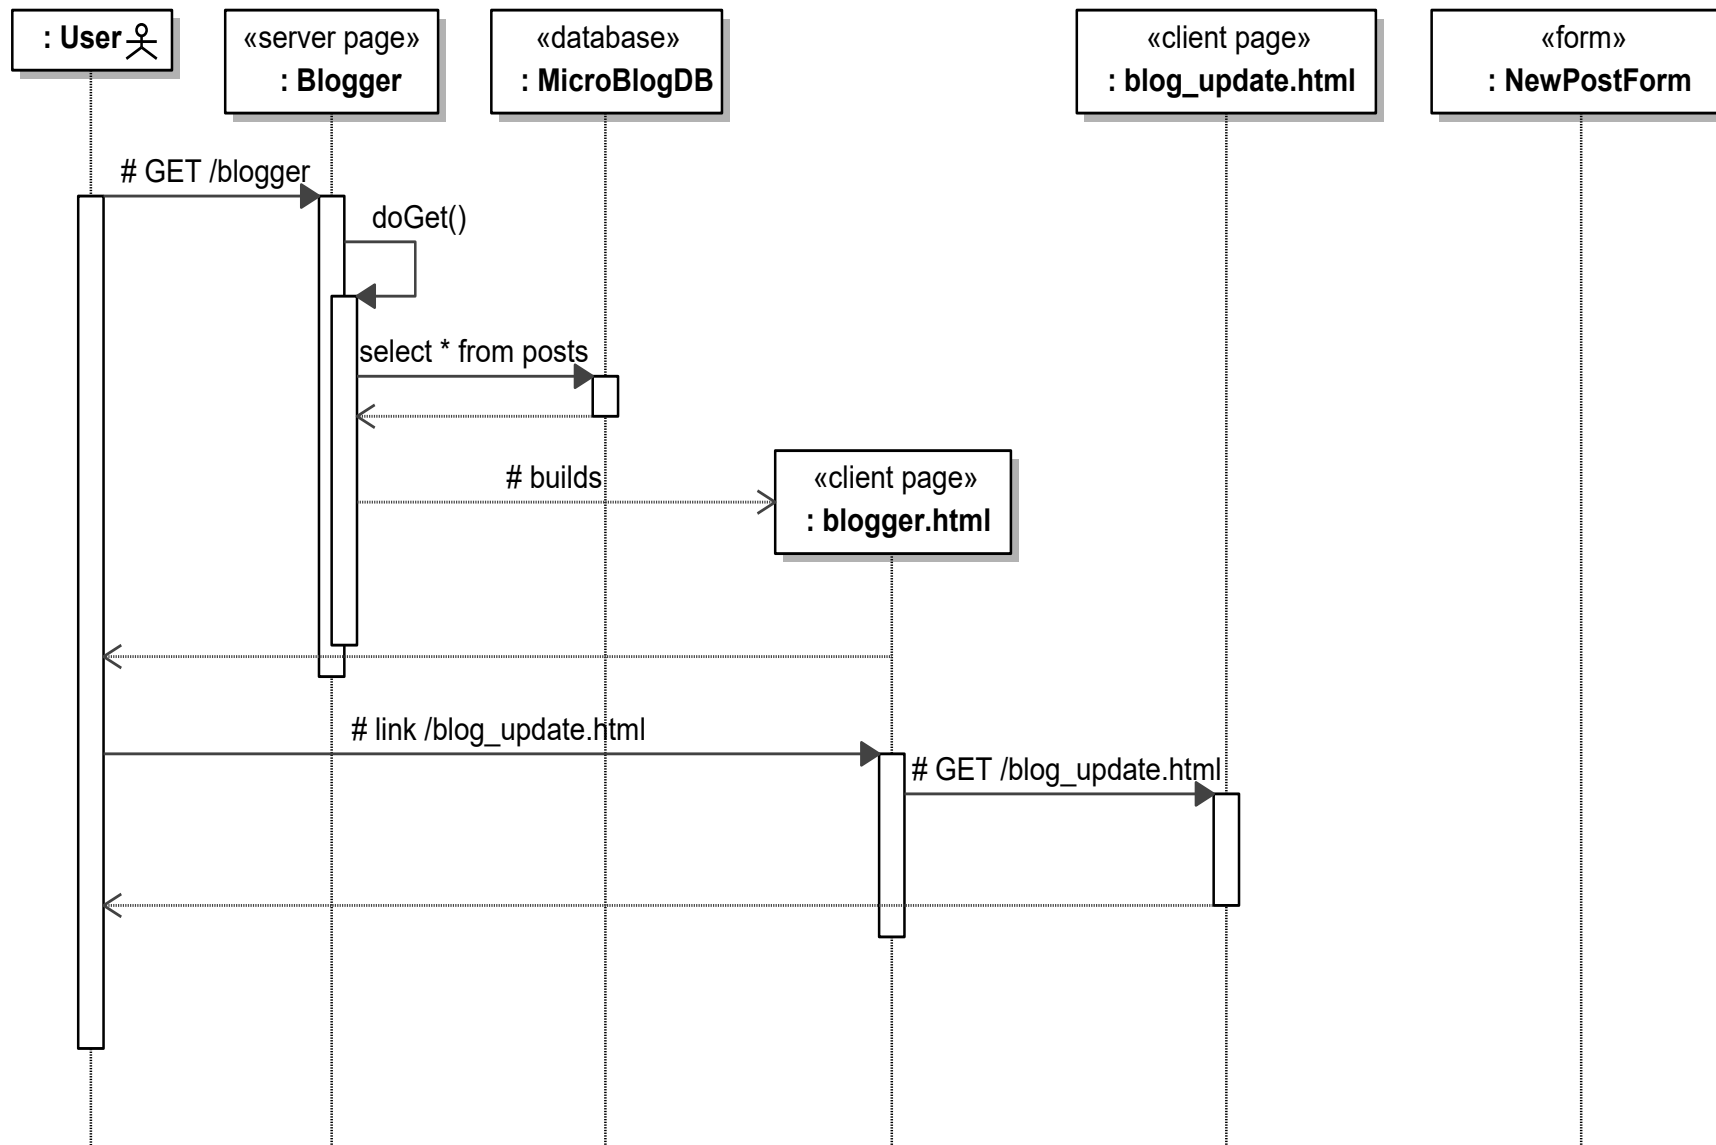 : User
«server page»
: Blogger
«database»
: MicroBlogDB
«client page»
: blog_update.html
«form»
: NewPostForm
# GET /blogger
doGet()
select * from posts
# builds
«client page»
: blogger.html
# link /blog_update.html
# GET /blog_update.html